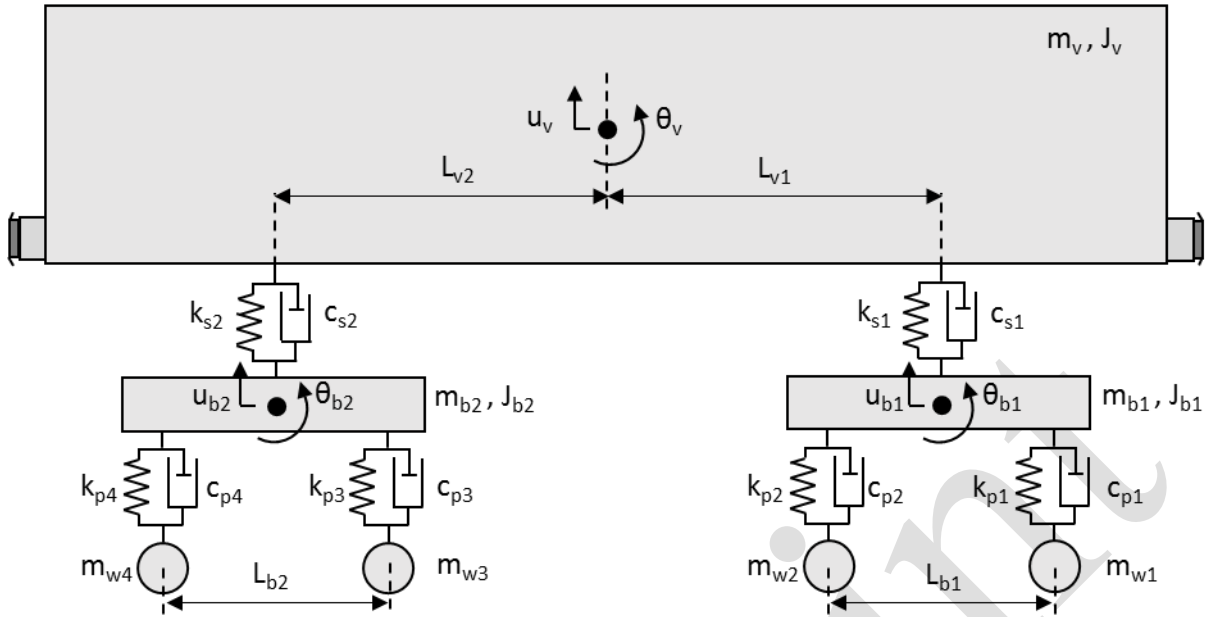 m_v , J_v
u_v
θ_v
L_v2
L_v1
k_s2
c_s2
k_s1
c_s1
u_b2
θ_b2
m_b2 , J_b2
u_b1
θ_b1
m_b1 , J_b1
k_p4
c_p4
k_p3
c_p3
k_p2
c_p2
k_p1
c_p1
m_w4
L_b2
m_w3
m_w2
L_b1
m_w1